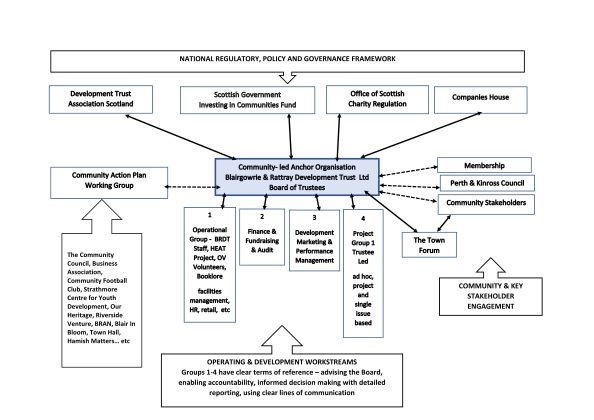 NATIONAL REGULATORY, POLICY AND GOVERNANCE FRAMEWORK
Development Trust
Association Scotland
Scottish Government
Investing in Communities Fund
Office of Scottish
Charity Regulation
Companies House
Community- led Anchor Organisation
Blairgowrie & Rattray Development Trust Ltd
Board of Trustees
Community Action Plan
Working Group
Membership
Perth & Kinross Council
Community Stakeholders
The Town
Forum
1
Operational
Group - BRDT
Staff, HEAT
Project, OV
Volunteers,
Booklore
facilities
management,
HR, retail, etc
2
Finance &
Fundraising
& Audit
3
Development
Marketing &
Performance
Management
4
Project
Group 1
Trustee
Led
ad hoc,
project
and
single
issue
based
The Community
Council, Business
Association,
Community Football
Club, Strathmore
Centre for Youth
Development, Our
Heritage, Riverside
Venture, BRAN, Blair In
Bloom, Town Hall,
Hamish Matters... etc
COMMUNITY & KEY
STAKEHOLDER
ENGAGEMENT
OPERATING & DEVELOPMENT WORKSTREAMS
Groups 1-4 have clear terms of reference – advising the Board,
enabling accountability, informed decision making with detailed
reporting, using clear lines of communication